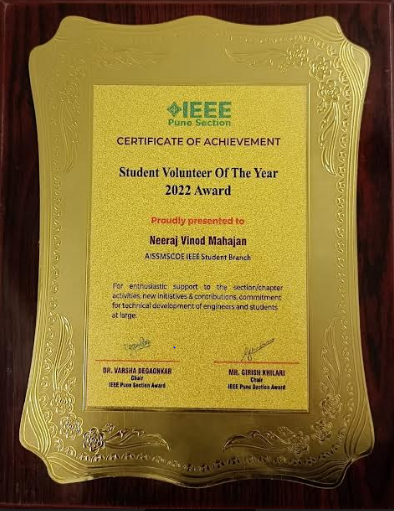 IEEE
Pune Section
CERTIFICATE OF ACHIEVEMENT
Student Volunteer Of The Year
2022 Award
Proudly presented to
Neeraj Vinod Mahajan
AISSMSCOE IEEE Student Branch
For enthusiastic support to the section/chapter
activities, new initiatives & contributions, commitment
for technical development of engineers and students
at large.
DR. VARSHA DEGAONKAR
Chair
IEEE Pune Section Award
MR. GIRISH KHILARI
Chair
IEEE Pune Section Award